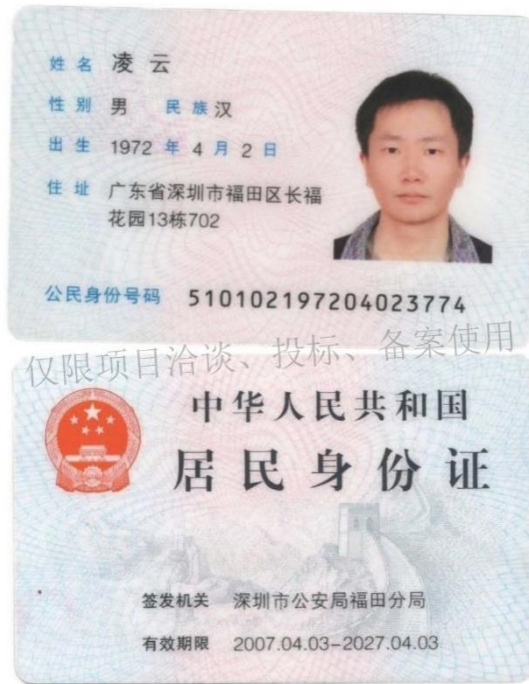 姓名 凌云
性别 男 民族 汉
出生 1972 年 4 月 2 日
住址 广东省深圳市福田区长福
花园13栋702
公民身份号码 510102197204023774
仅限项目洽谈、投标、备案使用
中华人民共和国
居民身份证
签发机关 深圳市公安局福田分局
有效期限 2007.04.03-2027.04.03